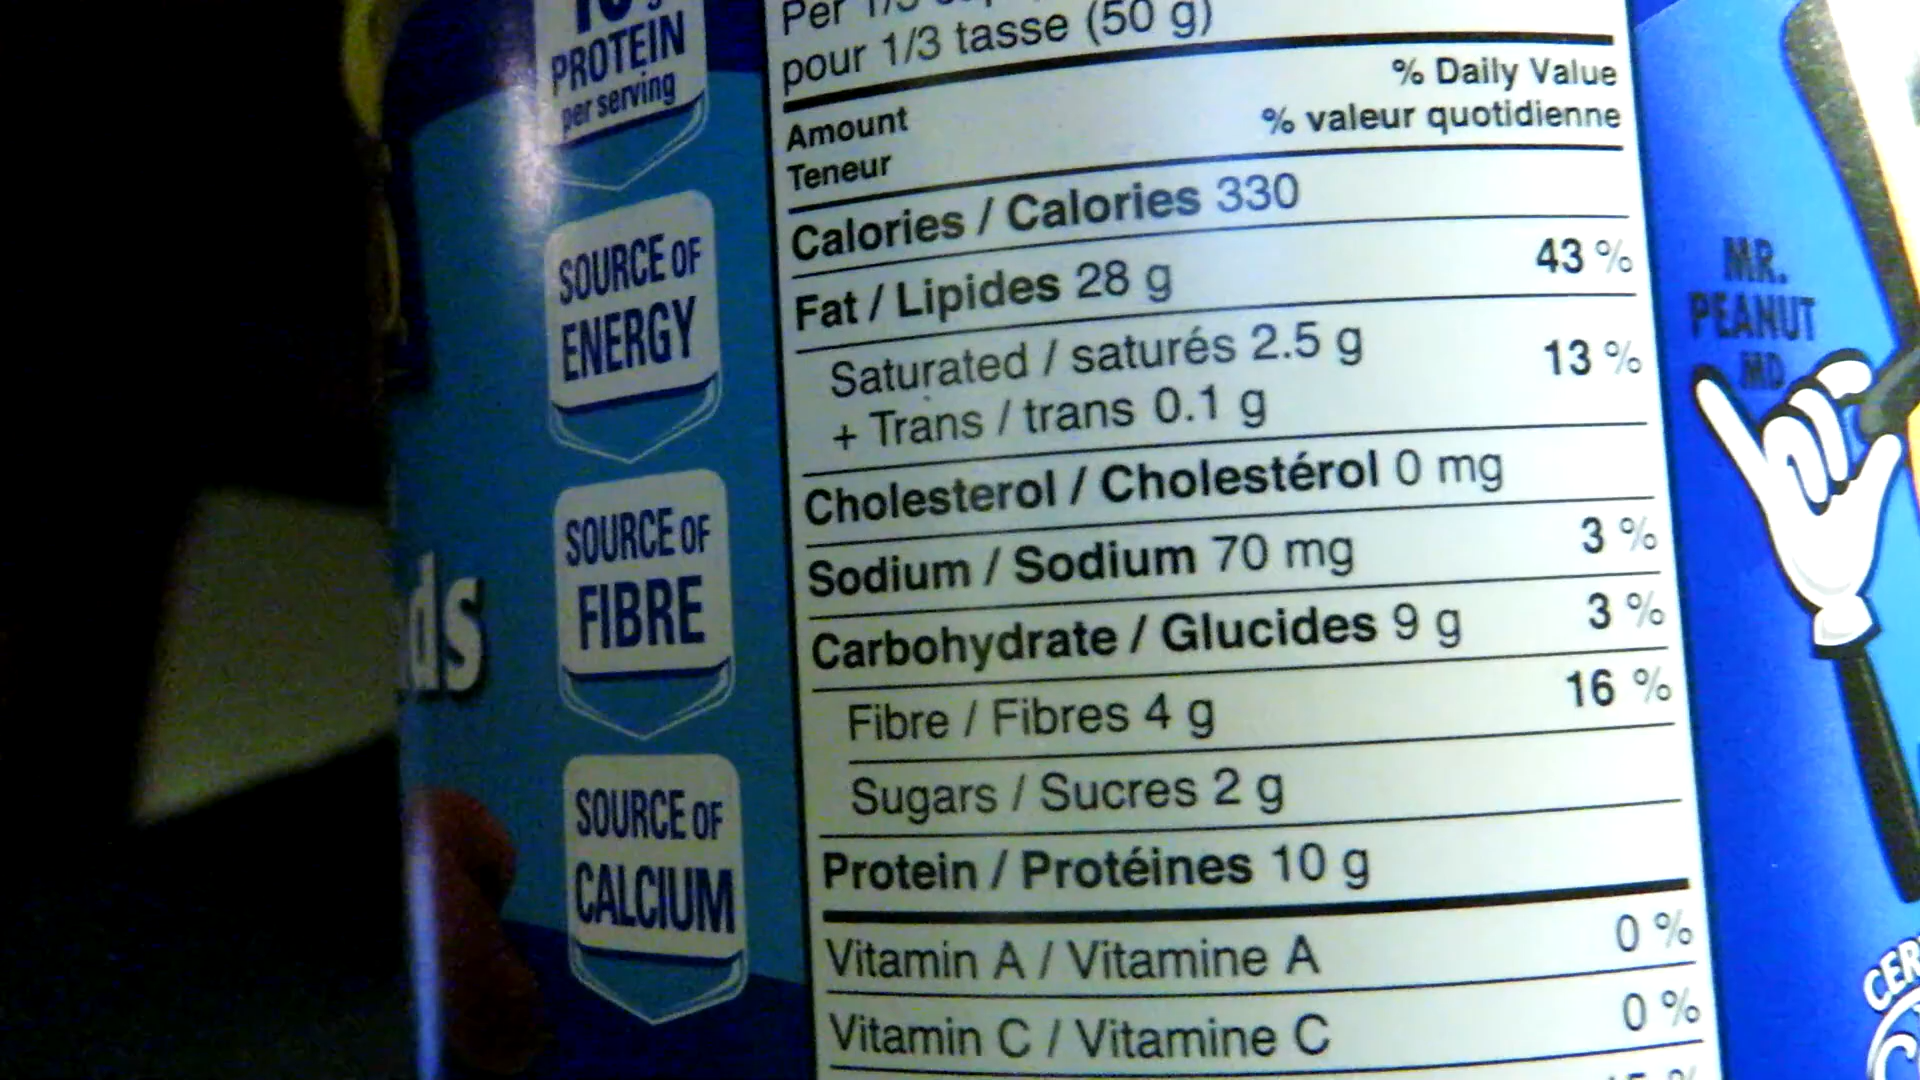 PROTEIN
per serving
SOURCE OF
ENERGY
SOURCE OF
FIBRE
SOURCE OF
CALCIUM
ds
Per 1/3
pour 1/3 tasse (50 g)
Amount
Teneur
% Daily Value
% valeur quotidienne
Calories / Calories 330
Fat / Lipides 28 g 43 %
Saturated / saturés 2.5 g
+ Trans / trans 0.1 g 13 %
Cholesterol / Cholestérol 0 mg
Sodium / Sodium 70 mg 3 %
Carbohydrate / Glucides 9 g 3 %
Fibre / Fibres 4 g 16 %
Sugars / Sucres 2 g
Protein / Protéines 10 g
Vitamin A / Vitamine A 0 %
Vitamin C / Vitamine C 0 %
MR.
PEANUT
MD
CER